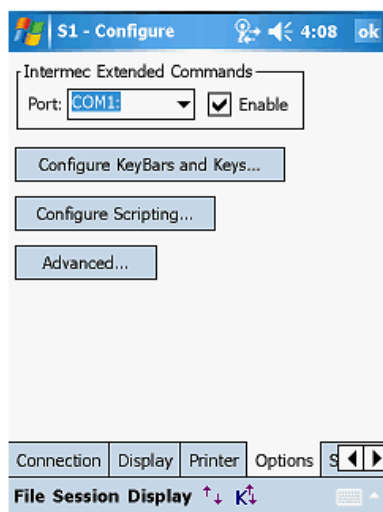 S1 - Configure 4:08 ok
Intermec Extended Commands
Port: COM1: Enable
Configure KeyBars and Keys...
Configure Scripting...
Advanced...
Connection Display Printer Options S
File Session Display K